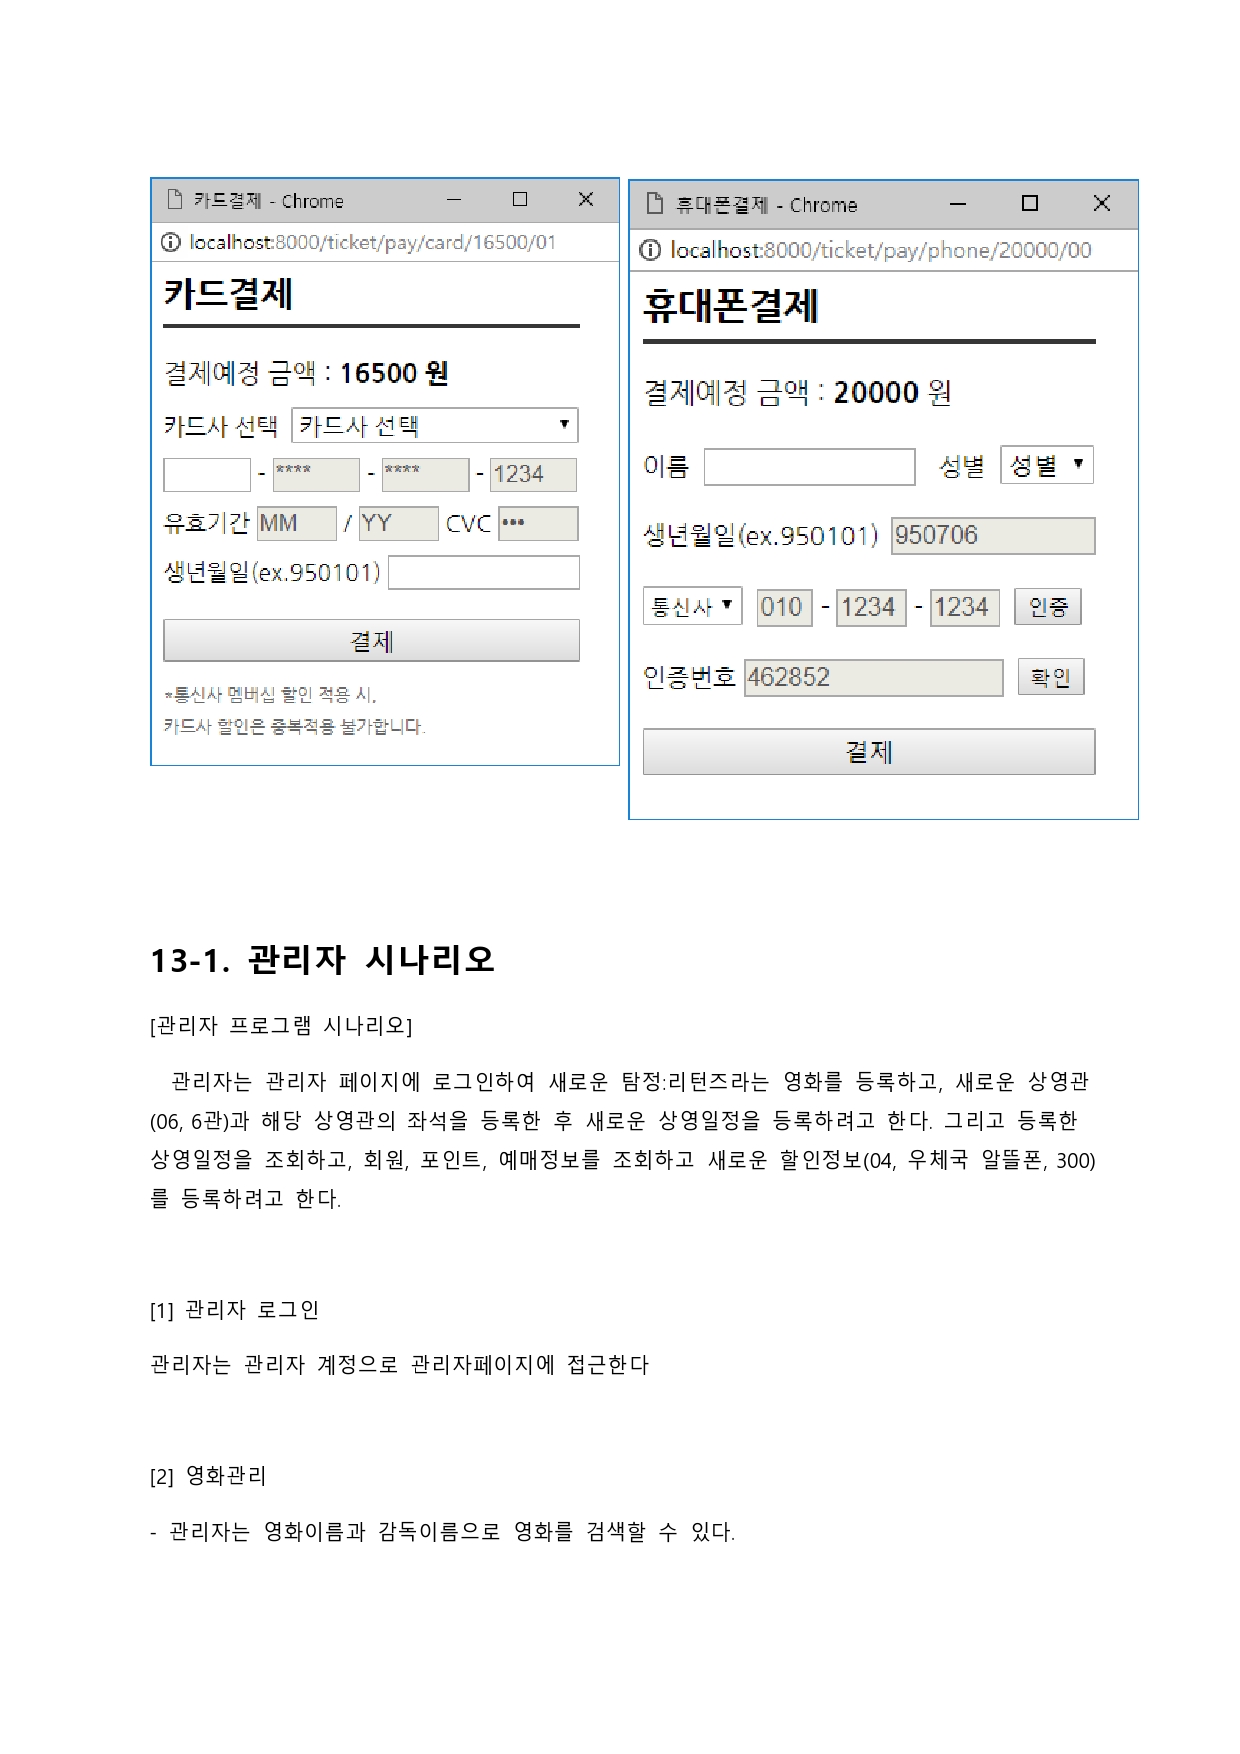 카드결제 - Chrome
localhost:8000/ticket/pay/card/16500/01
카드결제
결제예정 금액 : 16500 원
카드사 선택 카드사 선택
- **** - **** - 1234
유효기간 MM / YY CVC •••
생년월일(ex.950101)
결제
*통신사 멤버십 할인 적용 시,
카드사 할인은 중복적용 불가합니다.
휴대폰결제 - Chrome
localhost:8000/ticket/pay/phone/20000/00
휴대폰결제
결제예정 금액 : 20000 원
이름 성별 성별
생년월일(ex.950101) 950706
통신사 010 - 1234 - 1234 인증
인증번호 462852 확인
결제
13-1. 관리자 시나리오
[관리자 프로그램 시나리오]
관리자는 관리자 페이지에 로그인하여 새로운 탐정:리턴즈라는 영화를 등록하고, 새로운 상영관
(06, 6관)과 해당 상영관의 좌석을 등록한 후 새로운 상영일정을 등록하려고 한다. 그리고 등록한
상영일정을 조회하고, 회원, 포인트, 예매정보를 조회하고 새로운 할인정보(04, 우체국 알뜰폰, 300)
를 등록하려고 한다.
[1] 관리자 로그인
관리자는 관리자 계정으로 관리자페이지에 접근한다
[2] 영화관리
- 관리자는 영화이름과 감독이름으로 영화를 검색할 수 있다.